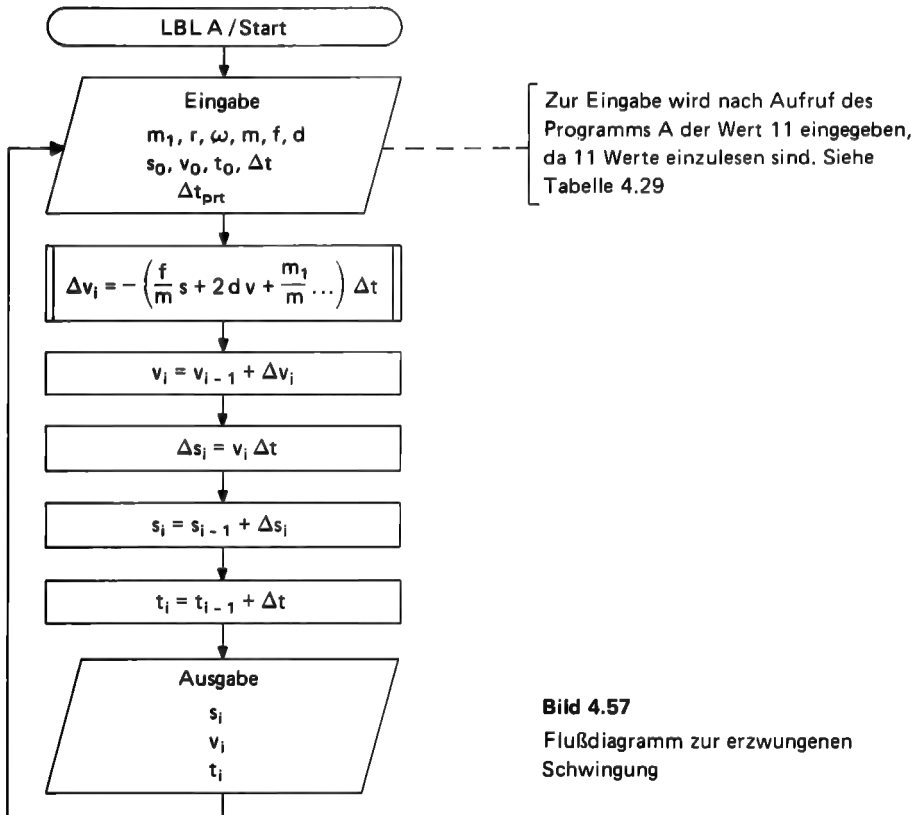 LBL A / Start
Eingabe
m₁, r, ω, m, f, d
s₀, v₀, t₀, Δt
Δt_prt
Zur Eingabe wird nach Aufruf des
Programms A der Wert 11 eingegeben,
da 11 Werte einzulesen sind. Siehe
Tabelle 4.29
Δvᵢ = − (f/m s + 2 d v + m₁/m ...) Δt
vᵢ = vᵢ₋₁ + Δvᵢ
Δsᵢ = vᵢ Δt
sᵢ = sᵢ₋₁ + Δsᵢ
tᵢ = tᵢ₋₁ + Δt
Ausgabe
sᵢ
vᵢ
tᵢ
Bild 4.57
Flußdiagramm zur erzwungenen
Schwingung